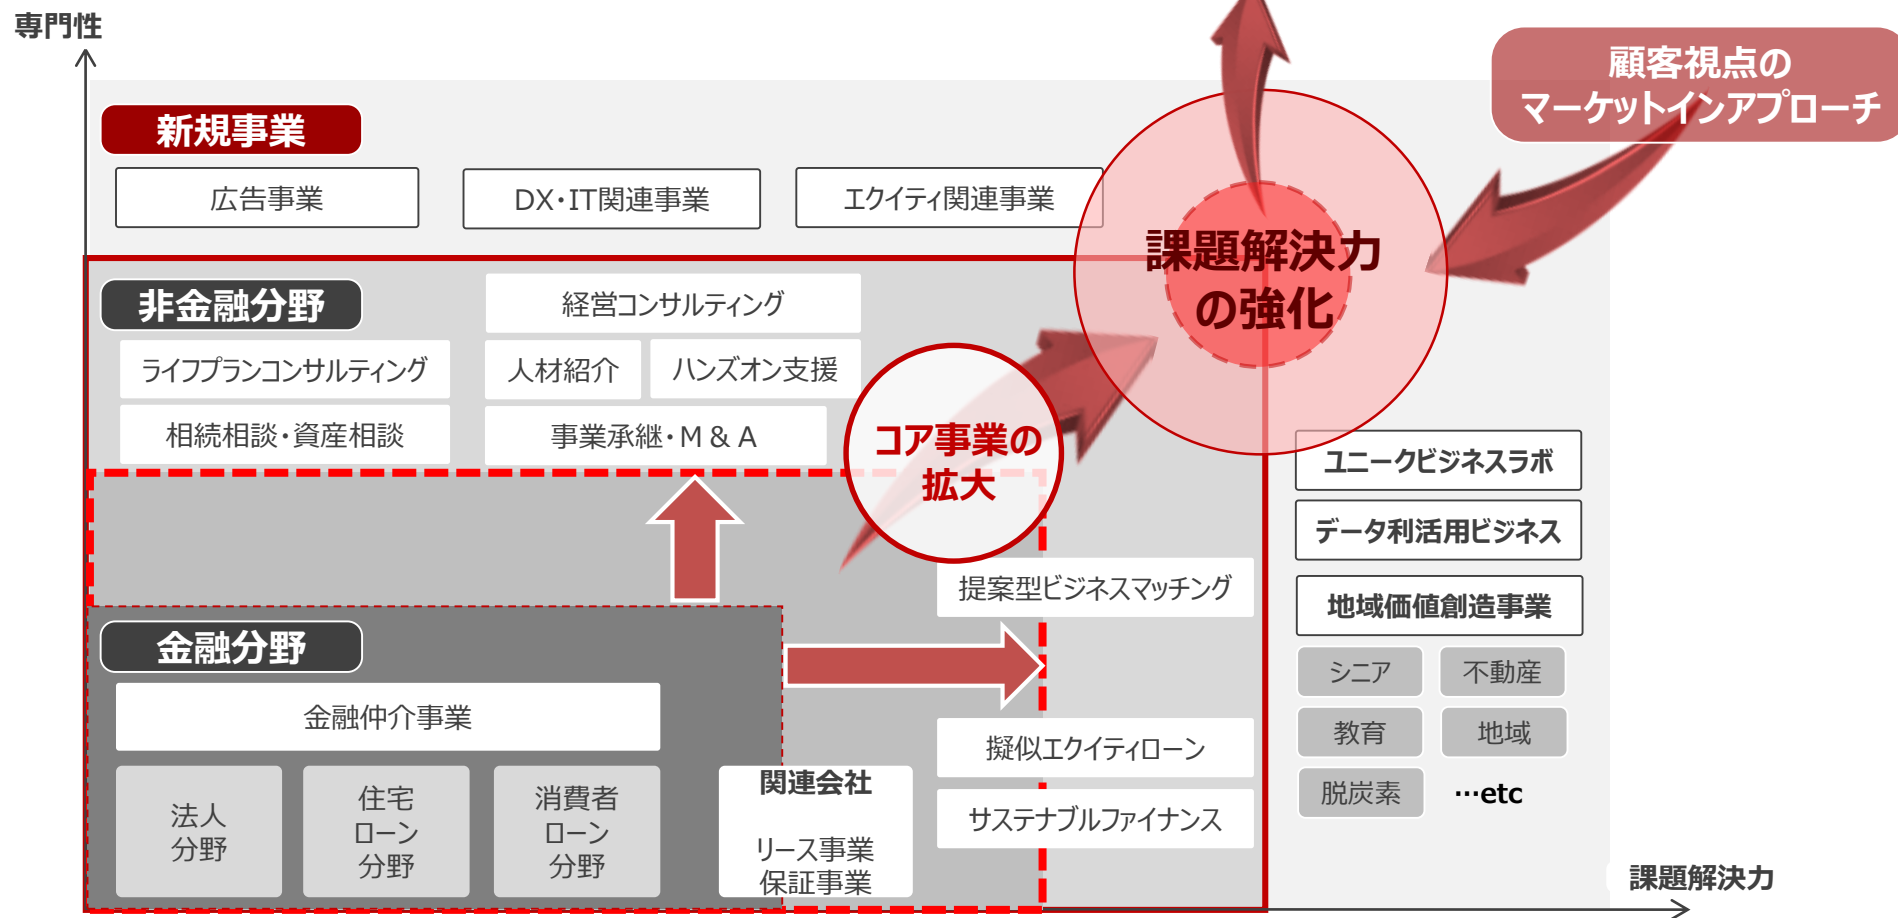 専門性
顧客視点の
マーケットインアプローチ
新規事業
広告事業
DX・IT関連事業
エクイティ関連事業
課題解決力
の強化
非金融分野
経営コンサルティング
ライフプランコンサルティング
人材紹介
ハンズオン支援
相続相談・資産相談
事業承継・M & A
コア事業の
拡大
ユニークビジネスラボ
データ利活用ビジネス
提案型ビジネスマッチング
地域価値創造事業
シニア
不動産
教育
地域
脱炭素
…etc
金融分野
金融仲介事業
法人
分野
住宅
ローン
分野
消費者
ローン
分野
関連会社
リース事業
保証事業
擬似エクイティローン
サステナブルファイナンス
課題解決力